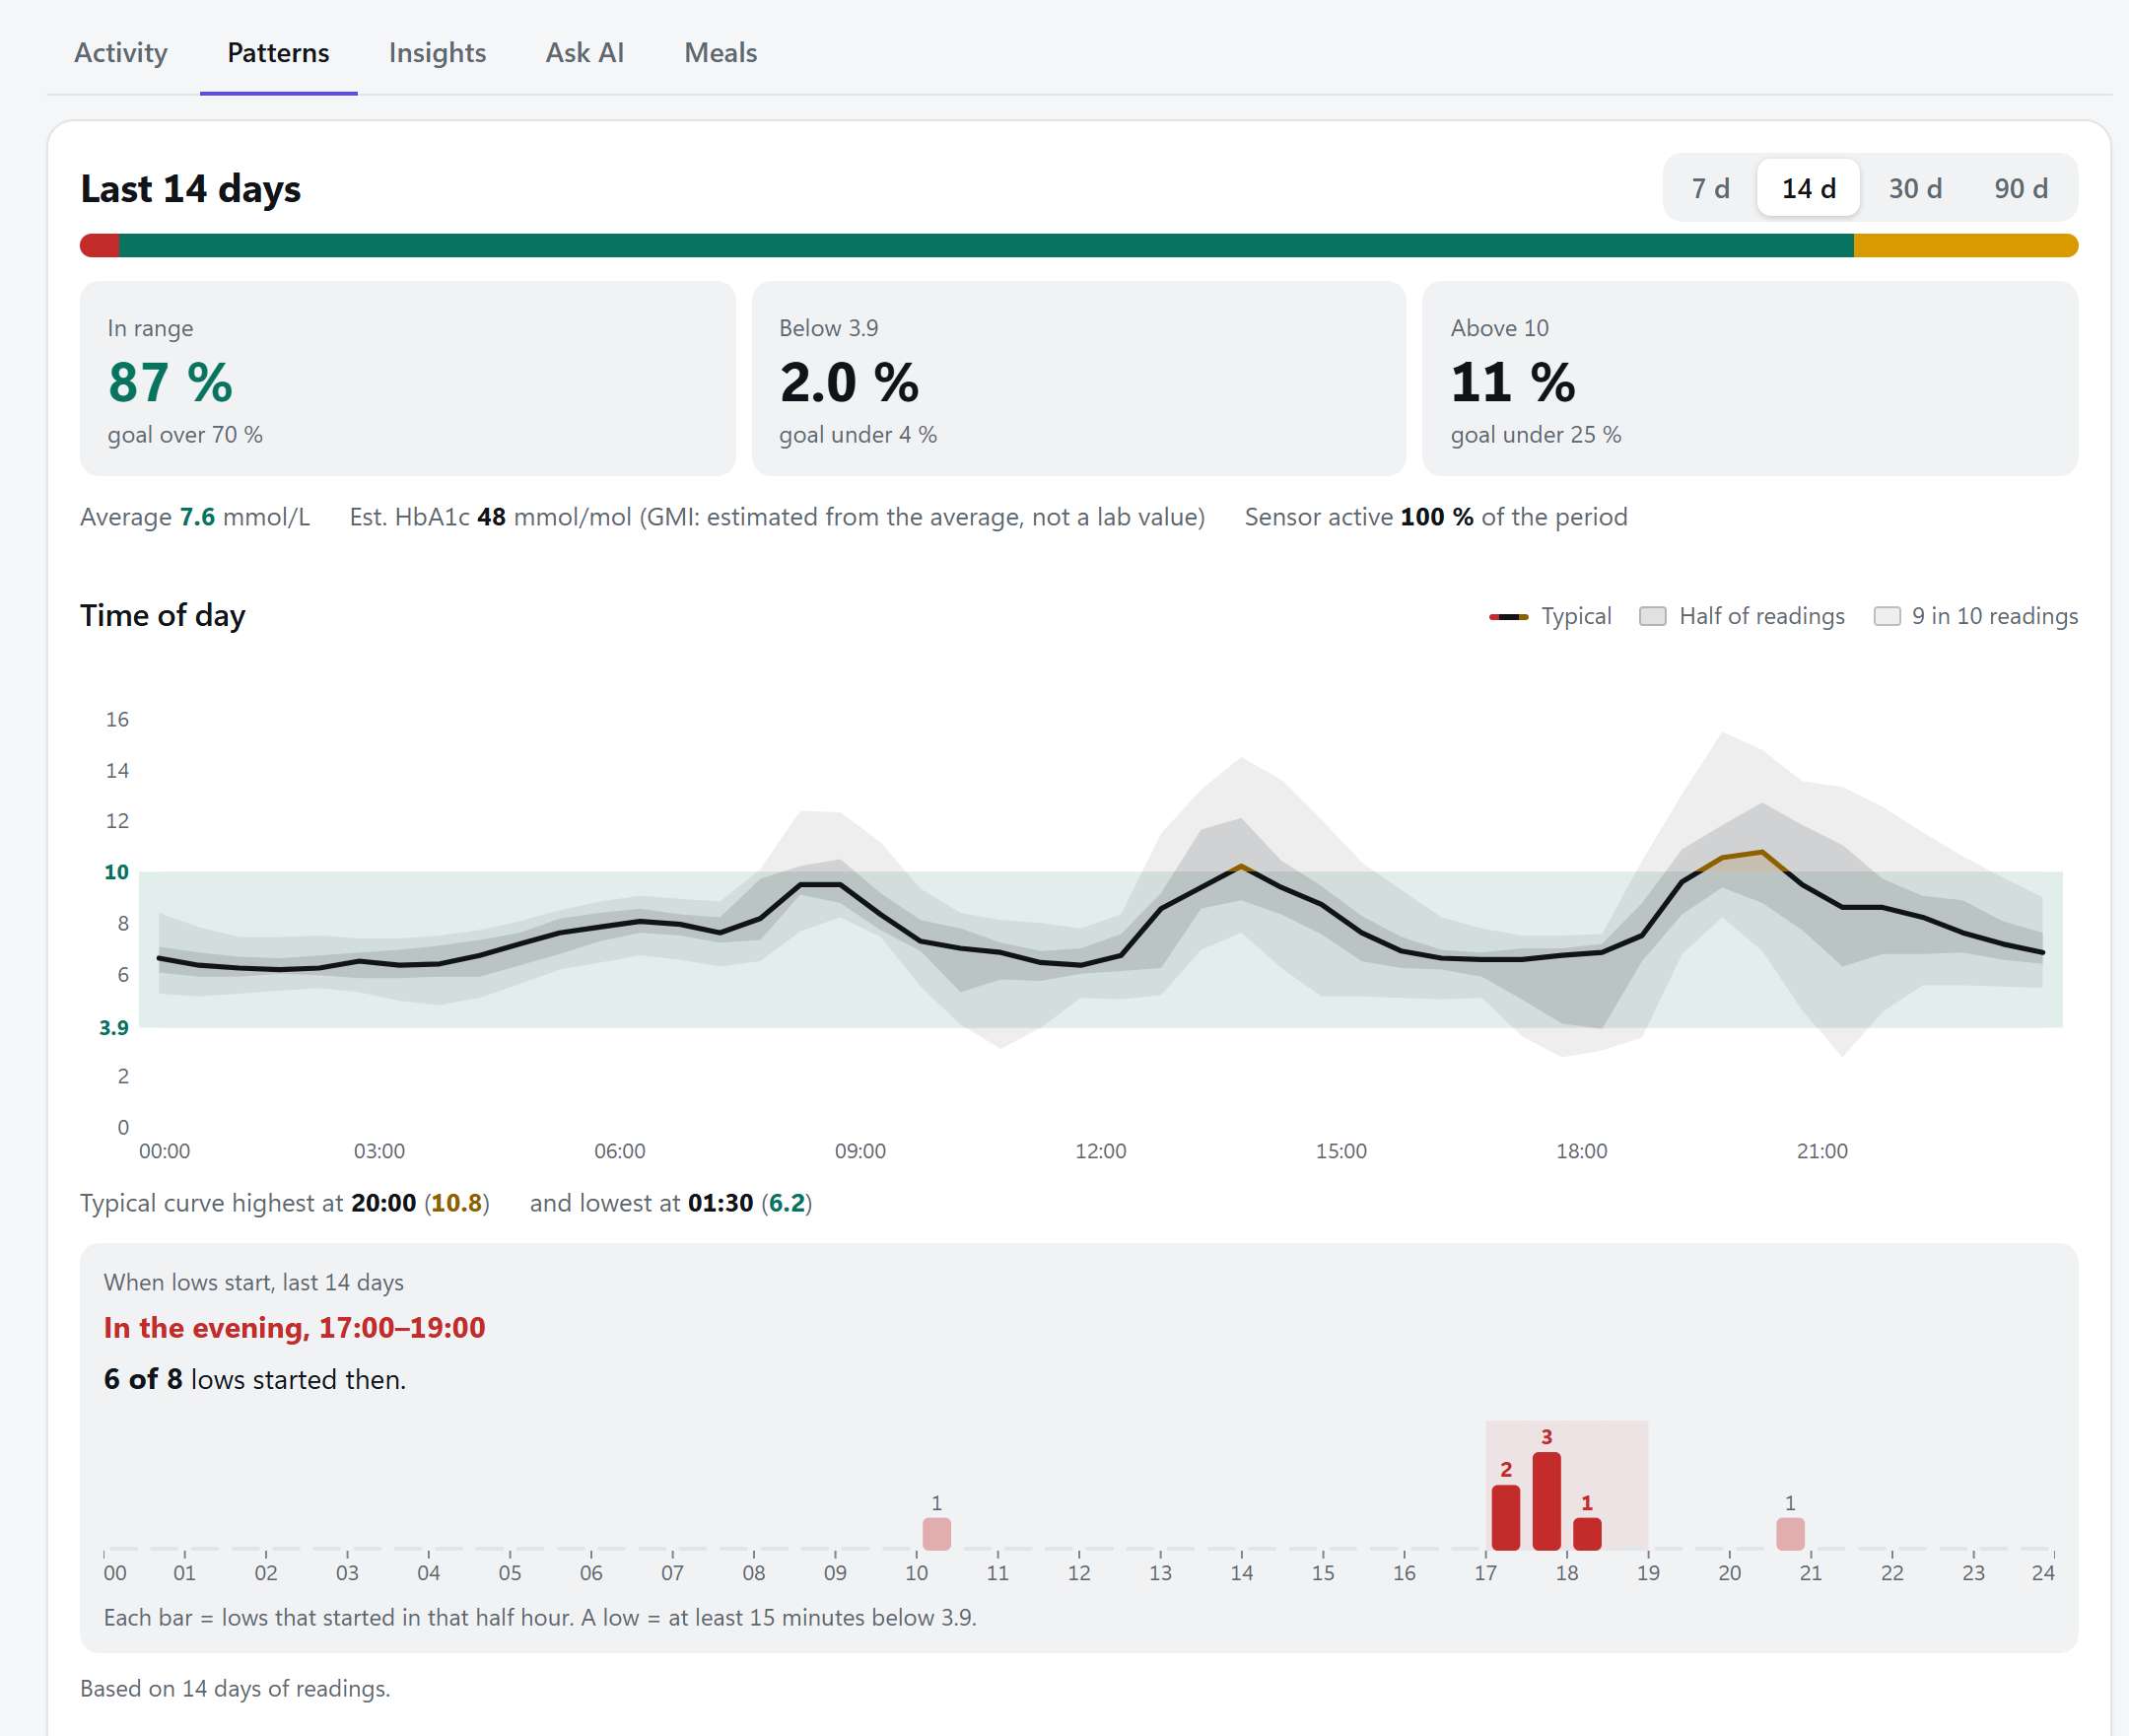 Activity Patterns Insights Ask AI Meals
Last 14 days 7 d 14 d 30 d 90 d
In range Below 3.9 Above 10
87 % 2.0 % 11 %
goal over 70 % goal under 4 % goal under 25 %
Average 7.6 mmol/L Est. HbA1c 48 mmol/mol (GMI: estimated from the average, not a lab value) Sensor active 100 % of the period
Time of day Typical Half of readings 9 in 10 readings
16
14
12
10
8
6
3.9
2
0
00:00 03:00 06:00 09:00 12:00 15:00 18:00 21:00
Typical curve highest at 20:00 (10.8) and lowest at 01:30 (6.2)
When lows start, last 14 days
In the evening, 17:00–19:00
6 of 8 lows started then.
1 2 3 1 1
00 01 02 03 04 05 06 07 08 09 10 11 12 13 14 15 16 17 18 19 20 21 22 23 24
Each bar = lows that started in that half hour. A low = at least 15 minutes below 3.9.
Based on 14 days of readings.